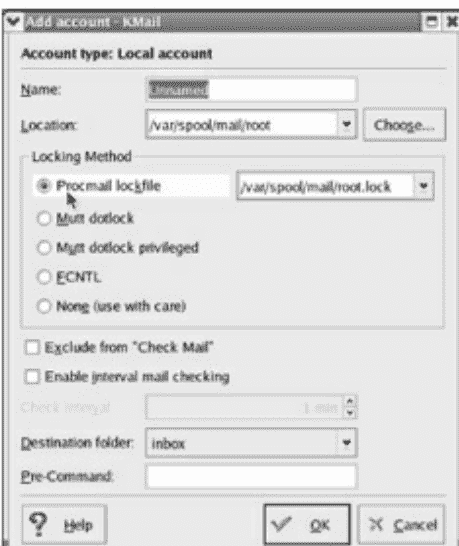 Add account - KMail
Account type: Local account
Name: Unnamed
Location: /var/spool/mail/root Choose...
Locking Method
Procmail lockfile /var/spool/mail/root.lock
Mutt dotlock
Mutt dotlock privileged
FCNTL
None (use with care)
Exclude from "Check Mail"
Enable interval mail checking
Check interval 1 min
Destination folder: inbox
Pre-Command:
? Help OK Cancel